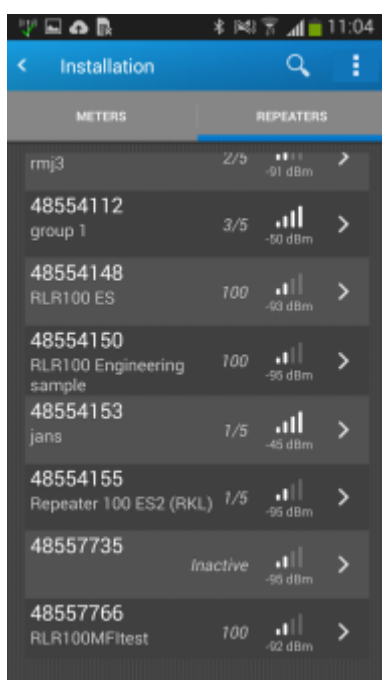 11:04
Installation
METERS
REPEATERS
rmj3
2/5
-91 dBm
48554112
group 1
3/5
-50 dBm
48554148
RLR100 ES
100
-93 dBm
48554150
RLR100 Engineering
sample
100
-95 dBm
48554153
jans
1/5
-45 dBm
48554155
Repeater 100 ES2 (RKL)
1/5
-95 dBm
48557735
Inactive
-95 dBm
48557766
RLR100MFItest
100
-92 dBm